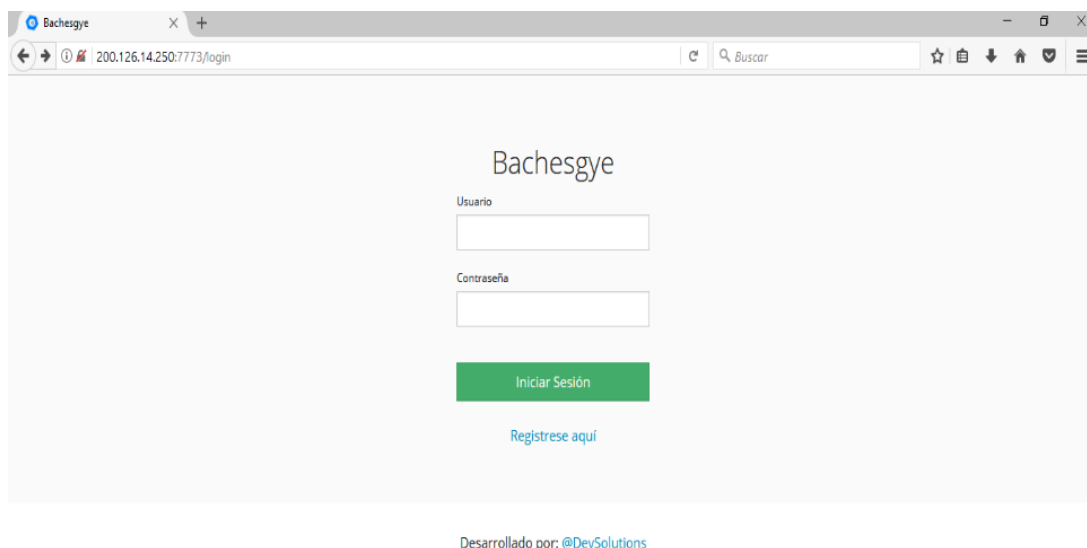 Bachesgye
200.126.14.250:7773/login
Buscar
Bachesgye
Usuario
Contraseña
Iniciar Sesión
Registrese aquí
Desarrollado por: @DevSolutions